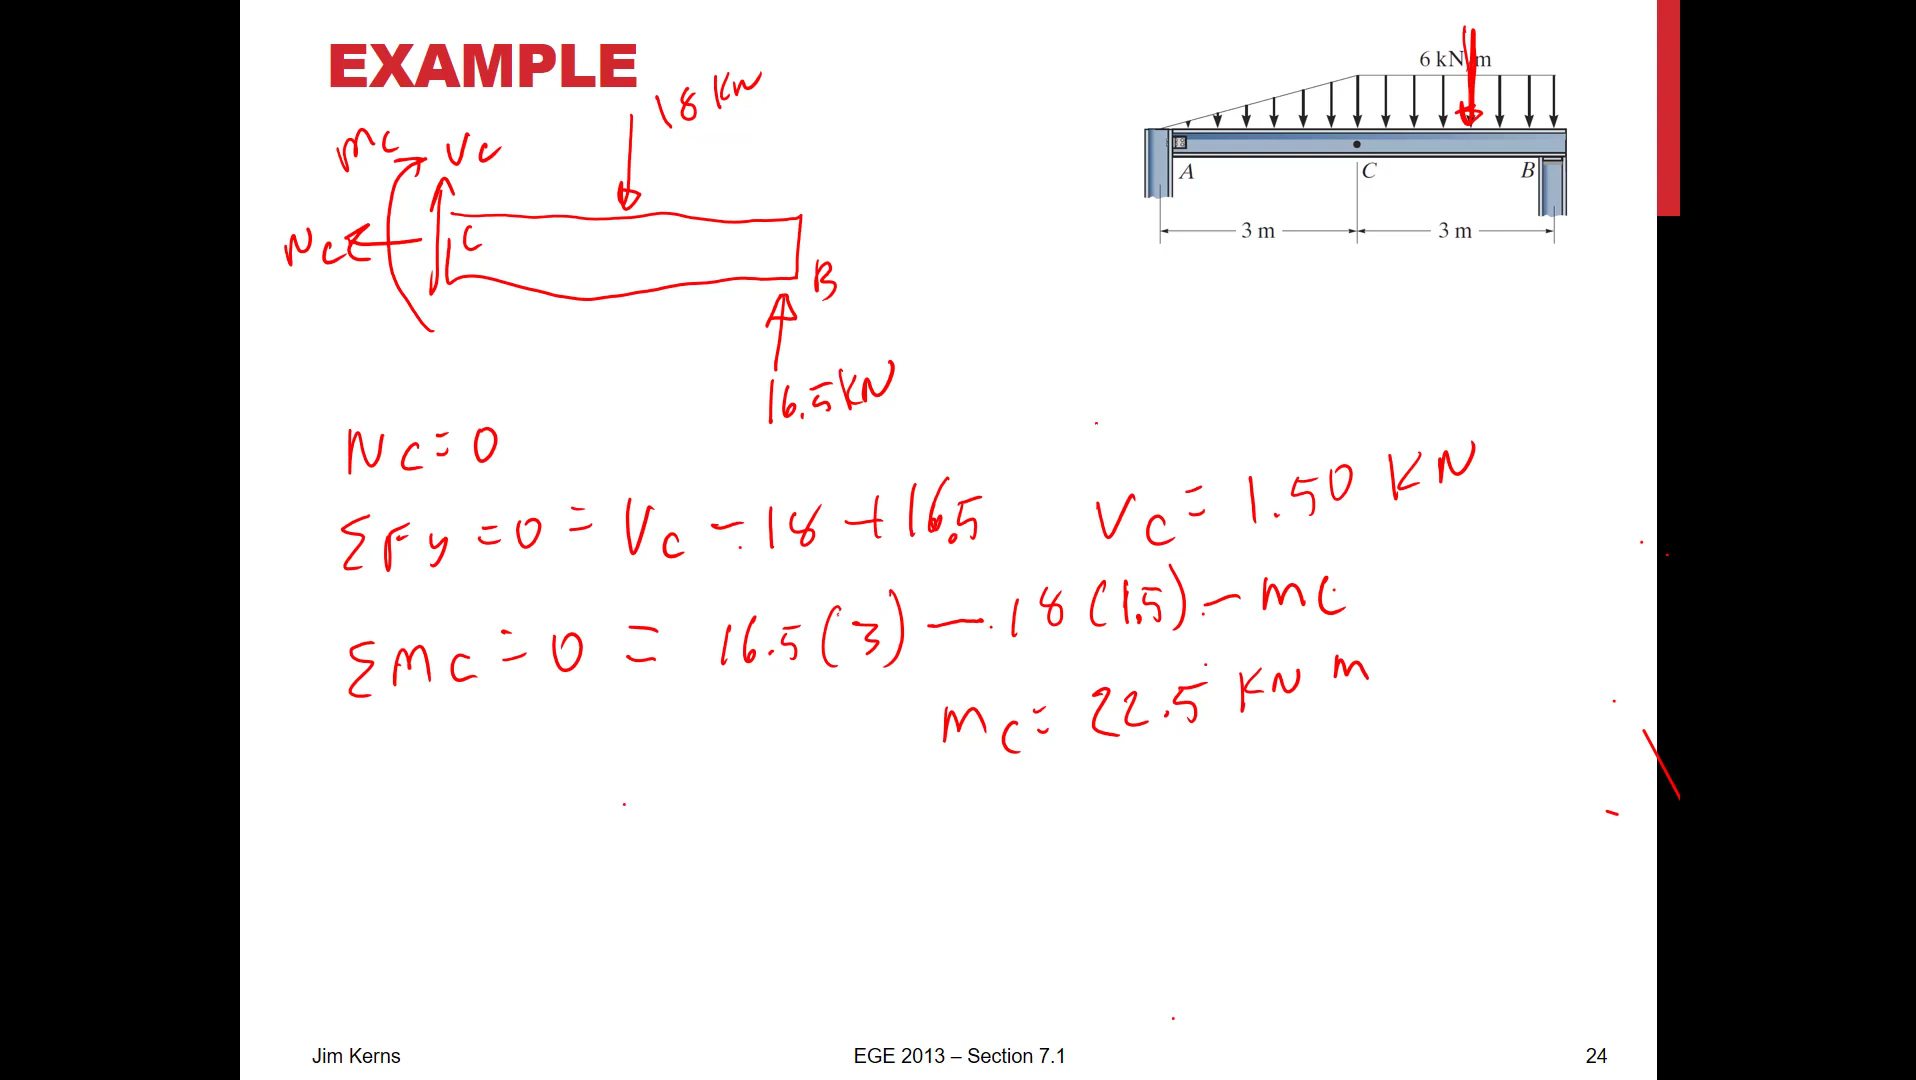 EXAMPLE
18 KN
6 kN/m
Mc Vc
Nc C
A C B
3 m 3 m
B
16.5 KN
Nc = 0
ΣFy = 0 = Vc - 18 + 16.5 Vc = 1.50 KN
ΣMc = 0 = 16.5(3) - 18(1.5) - Mc
Mc = 22.5 KN m
Jim Kerns EGE 2013 – Section 7.1 24